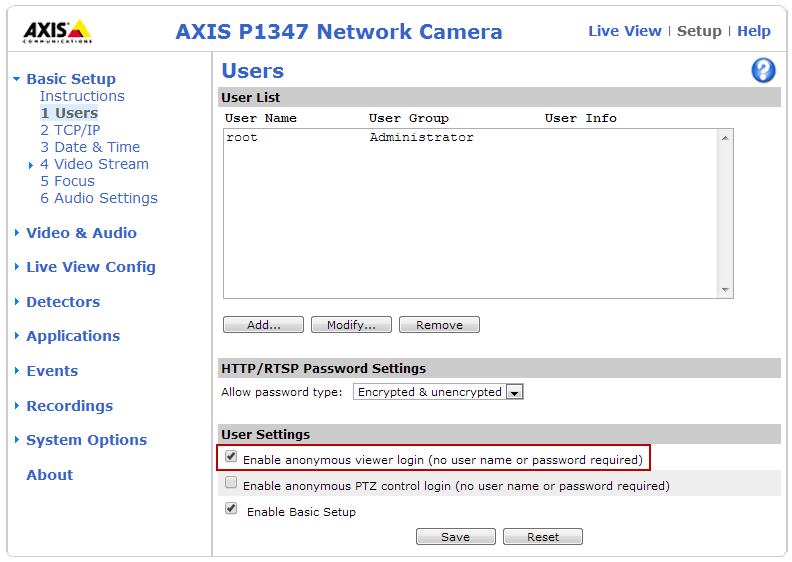 AXIS
COMMUNICATIONS
AXIS P1347 Network Camera
Live View | Setup | Help
Basic Setup
Instructions
1 Users
2 TCP/IP
3 Date & Time
4 Video Stream
5 Focus
6 Audio Settings
Video & Audio
Live View Config
Detectors
Applications
Events
Recordings
System Options
About
Users
?
User List
User Name User Group User Info
root Administrator
Add... Modify... Remove
HTTP/RTSP Password Settings
Allow password type: Encrypted & unencrypted
User Settings
Enable anonymous viewer login (no user name or password required)
Enable anonymous PTZ control login (no user name or password required)
Enable Basic Setup
Save Reset